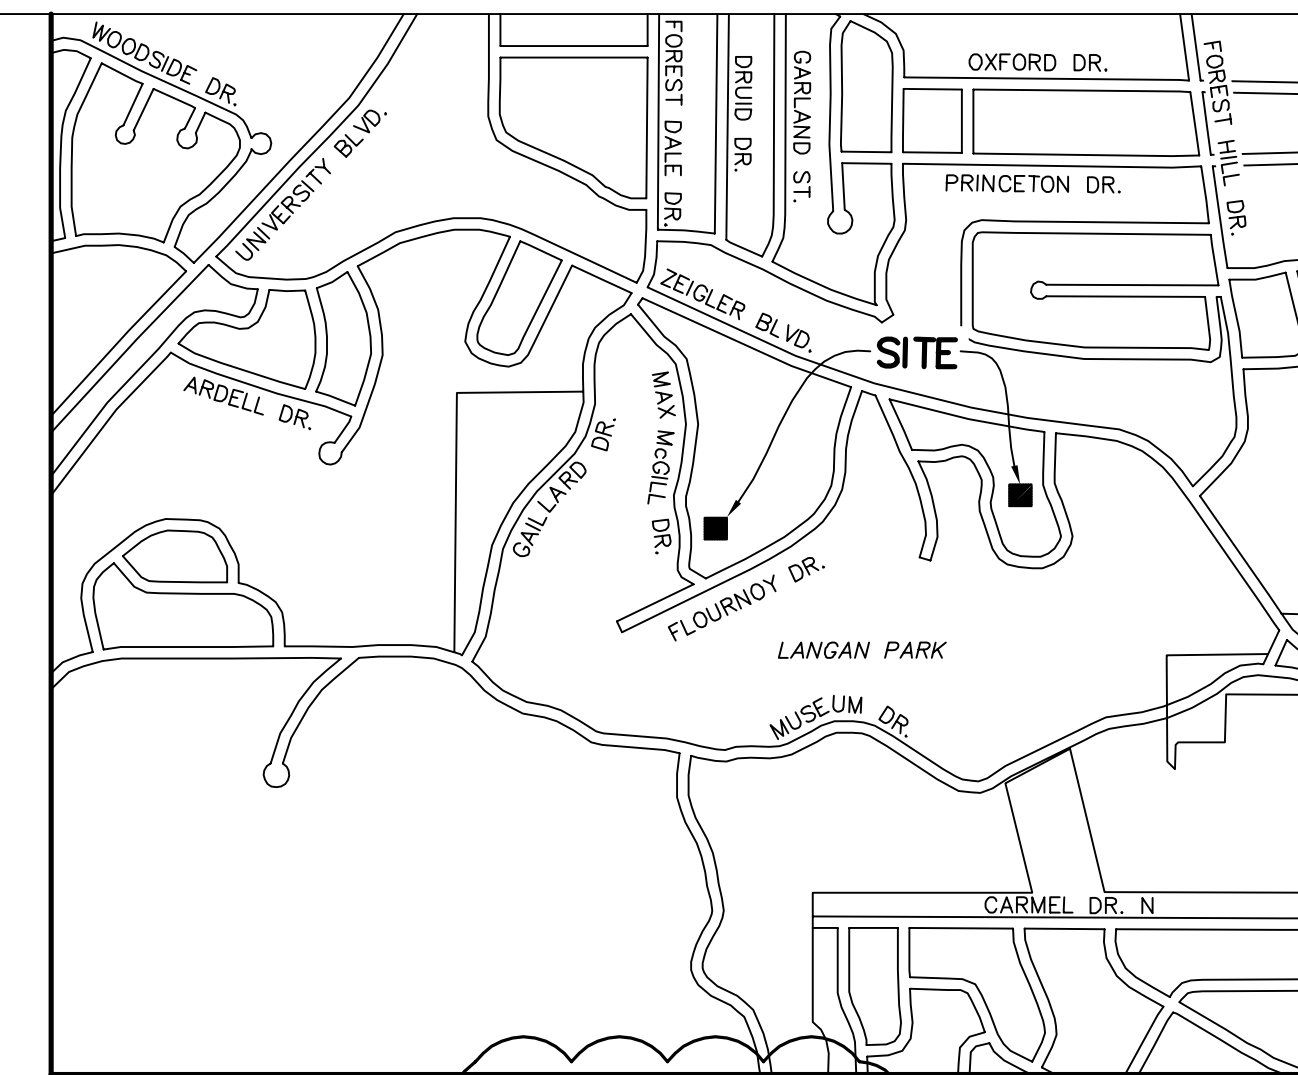 WOODSIDE DR.
UNIVERSITY BLVD.
FOREST DALE DR.
DRUID DR.
GARLAND ST.
OXFORD DR.
FOREST HILL DR.
PRINCETON DR.
ZEIGLER BLVD.
SITE
ARDELL DR.
MAX McGILL DR.
GAILLARD DR.
FLOURNOY DR.
LANGAN PARK
MUSEUM DR.
CARMEL DR. N